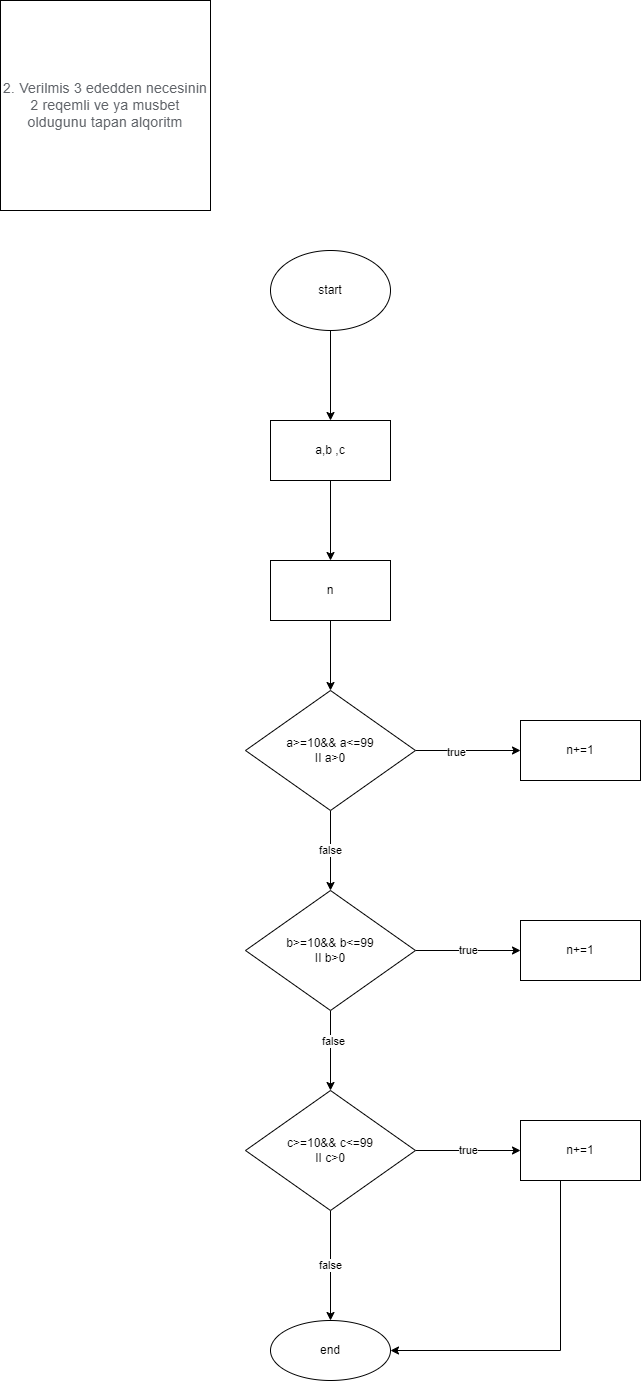 2. Verilmis 3 ededden necesinin
2 reqemli ve ya musbet
oldugunu tapan alqoritm
start
a,b ,c
n
a>=10&& a<=99
II a>0
true
n+=1
false
b>=10&& b<=99
II b>0
true
n+=1
false
c>=10&& c<=99
II c>0
true
n+=1
false
end